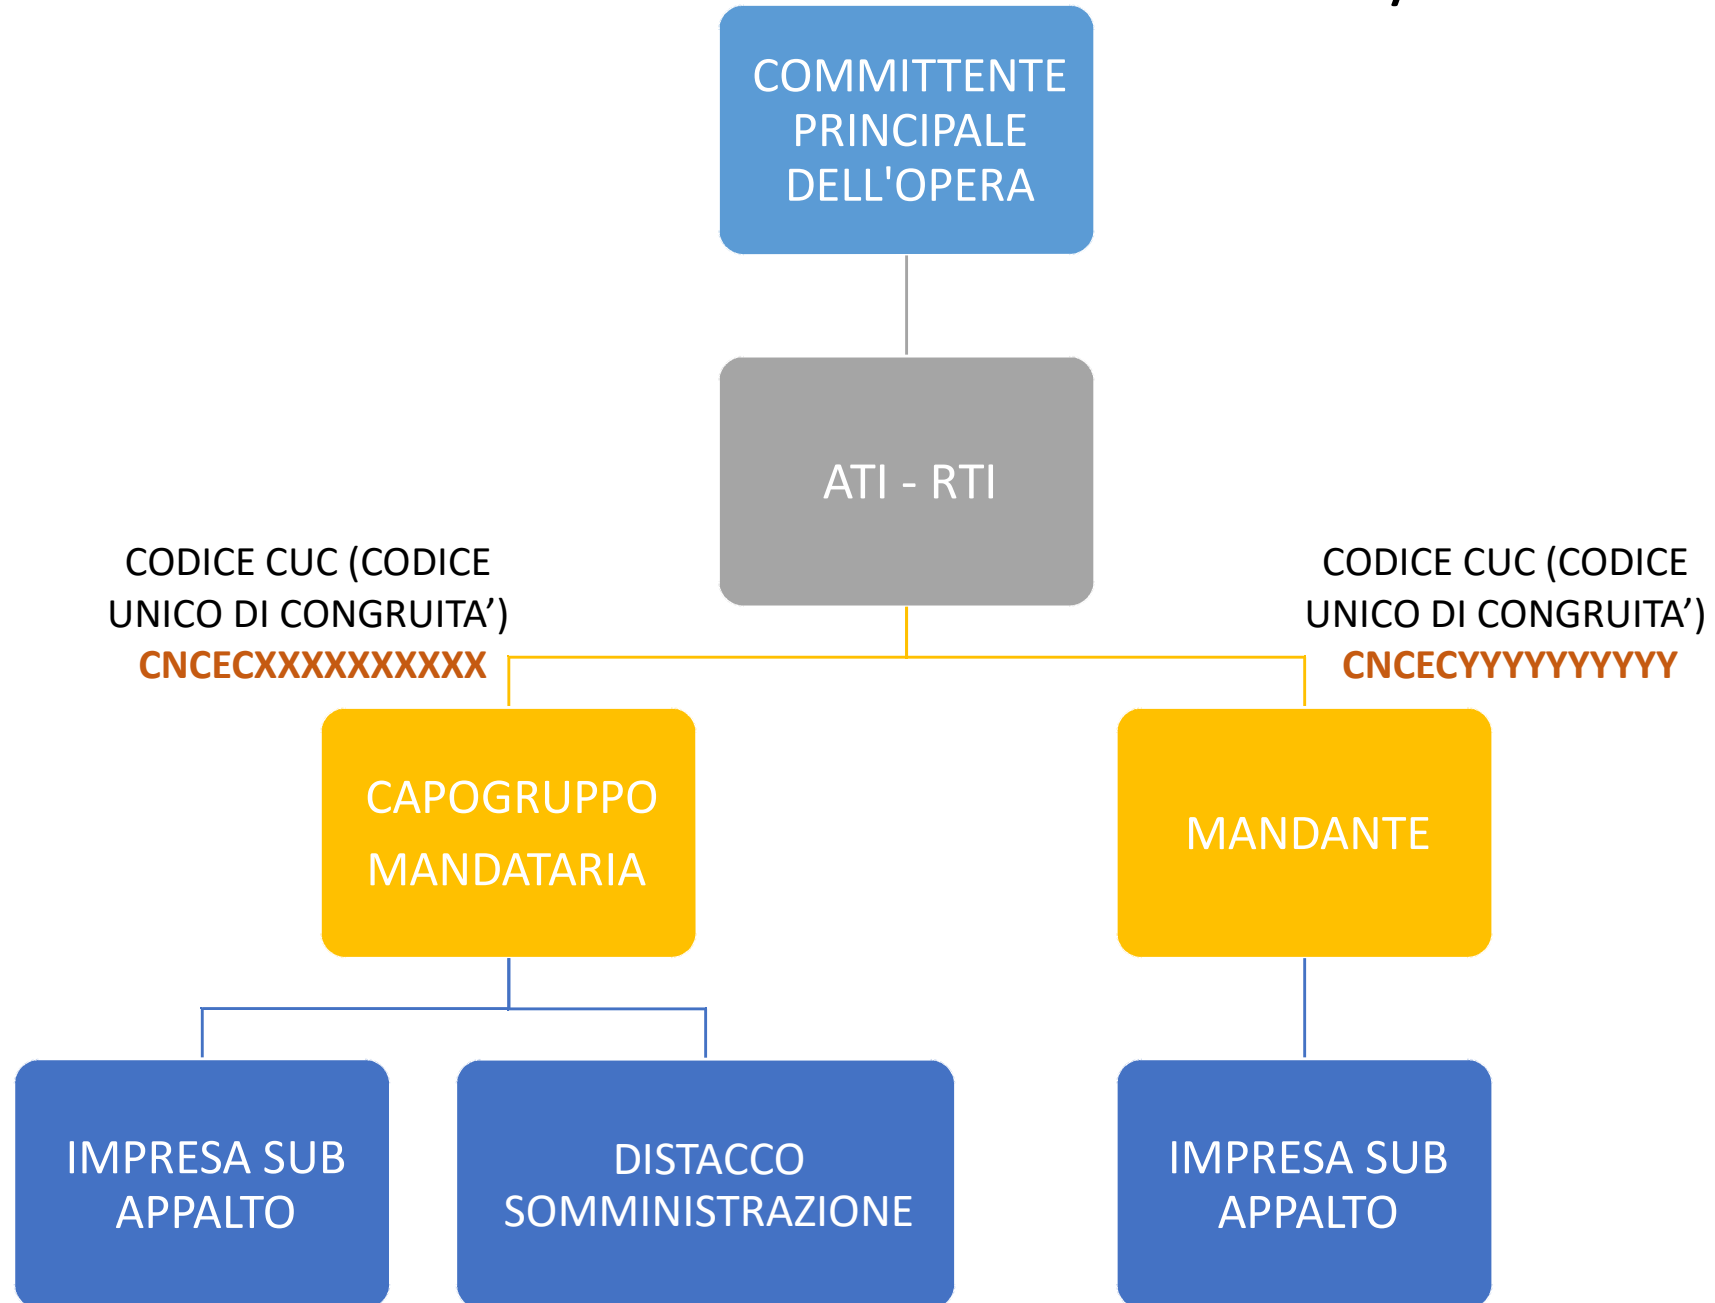 COMMITTENTE
PRINCIPALE
DELL'OPERA
ATI - RTI
CODICE CUC (CODICE
UNICO DI CONGRUITA’)
CNCECXXXXXXXXXX
CODICE CUC (CODICE
UNICO DI CONGRUITA’)
CNCECYYYYYYYYYY
CAPOGRUPPO
MANDATARIA
MANDANTE
IMPRESA SUB
APPALTO
DISTACCO
SOMMINISTRAZIONE
IMPRESA SUB
APPALTO